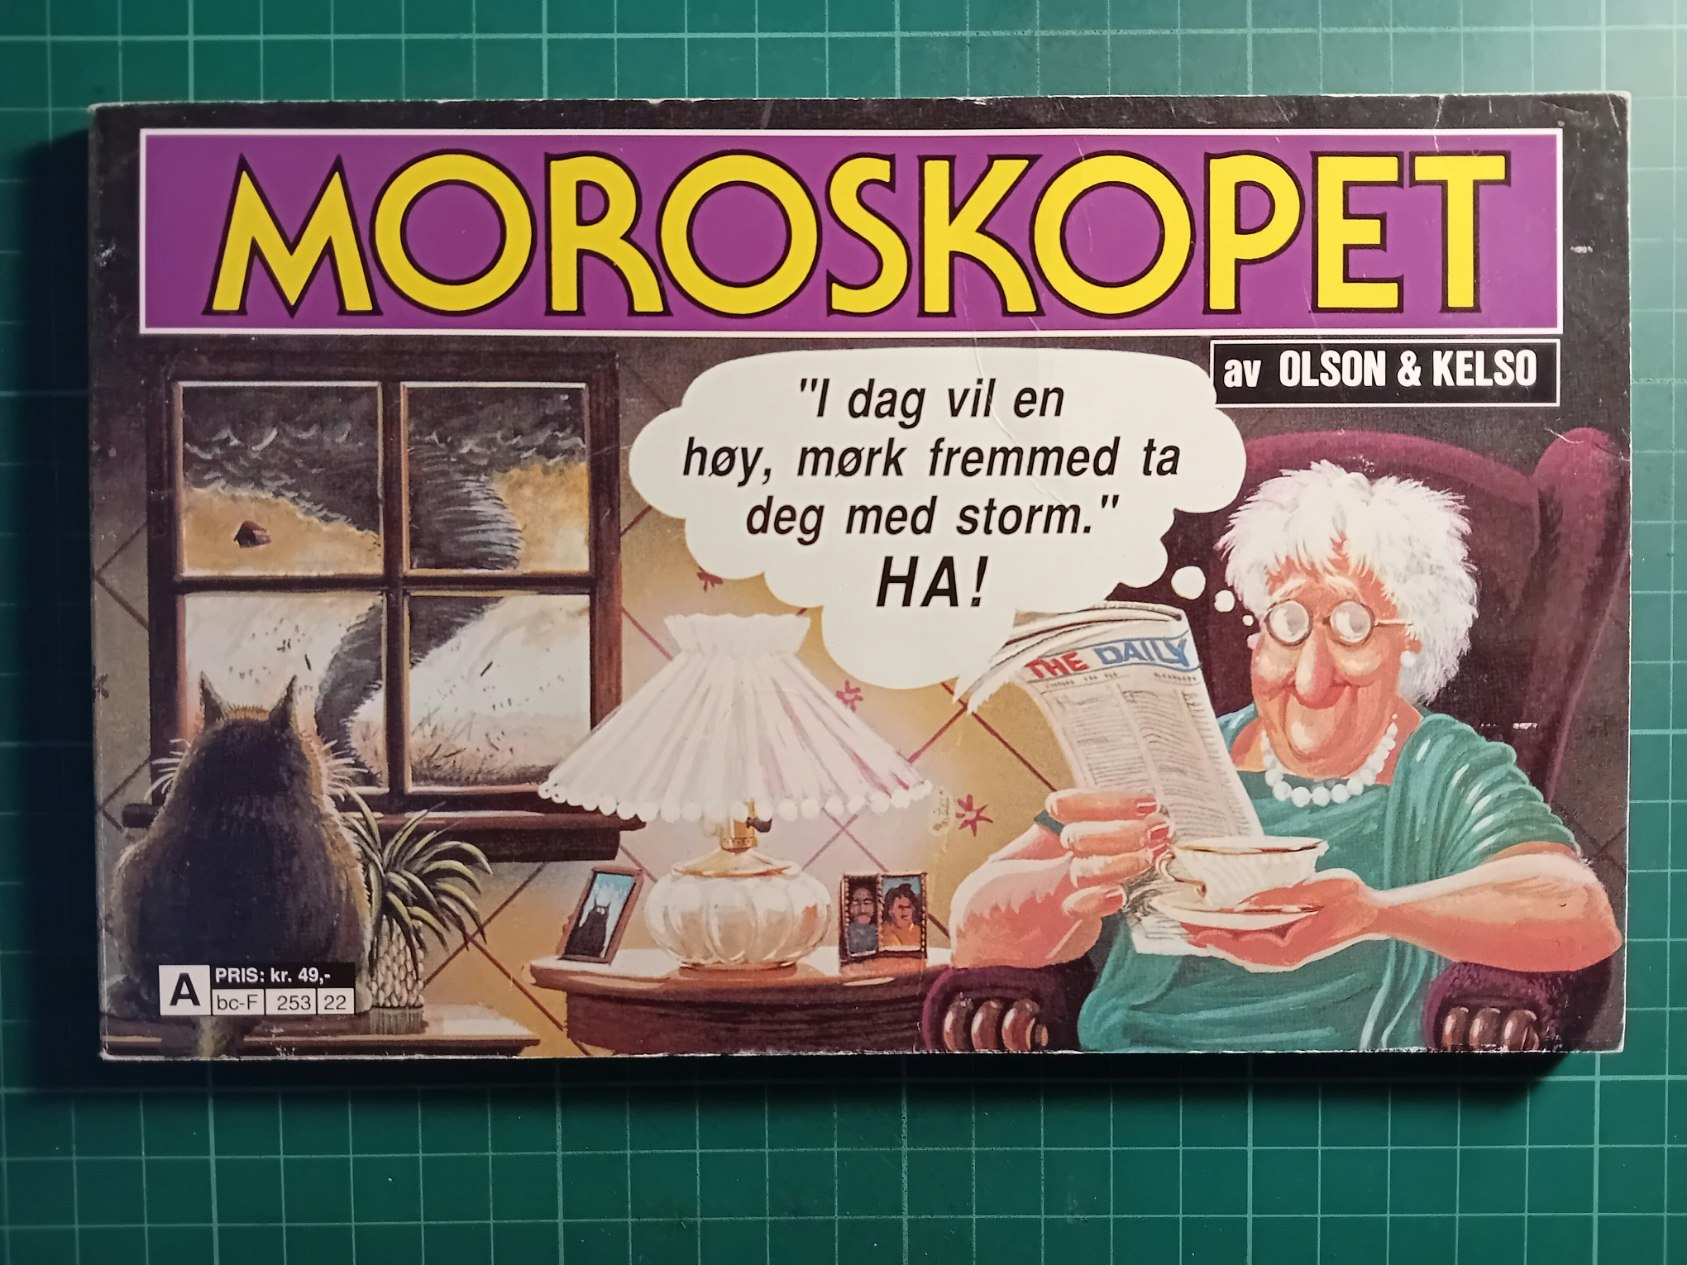 MOROSKOPET
av OLSON & KELSO
"I dag vil en
høy, mørk fremmed ta
deg med storm."
HA!
THE DAILY
A
PRIS: kr. 49,-
bc-F 253 22